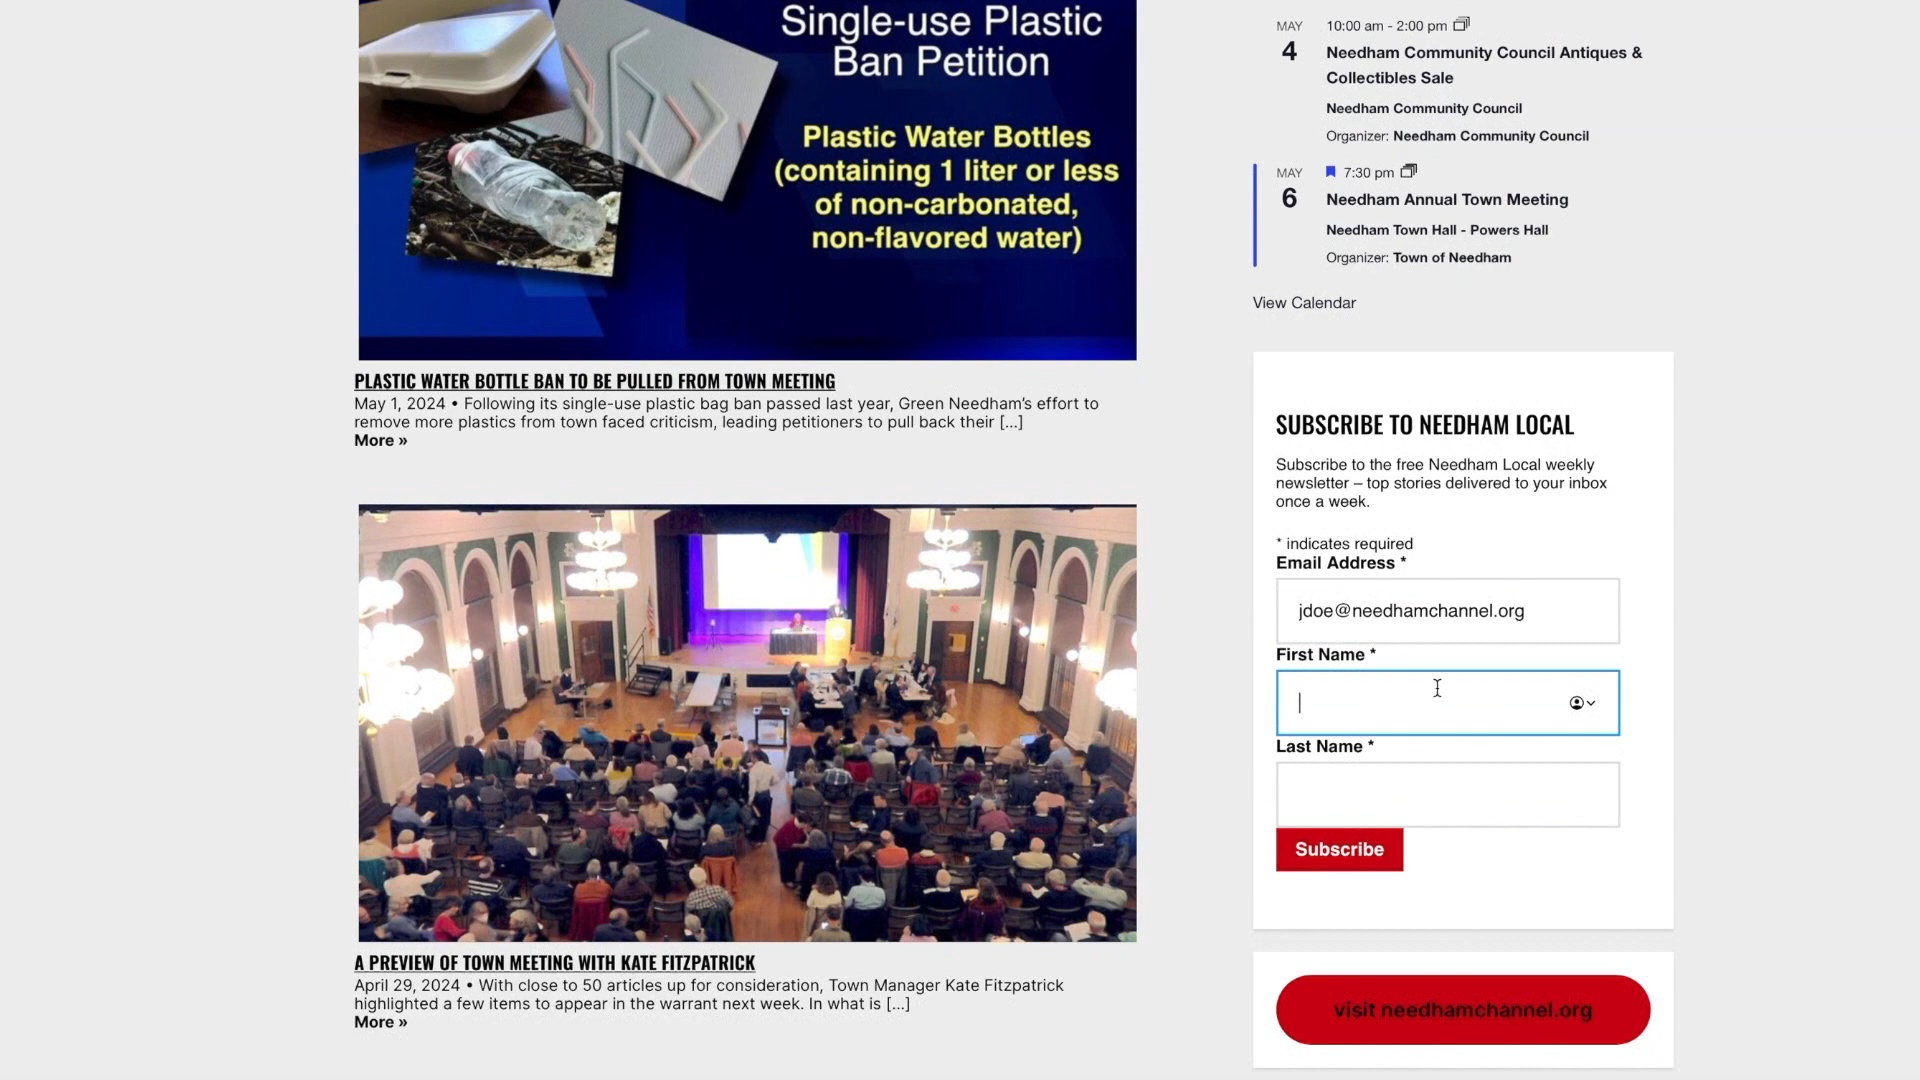 Single-use Plastic
Ban Petition
Plastic Water Bottles
(containing 1 liter or less
of non-carbonated,
non-flavored water)
PLASTIC WATER BOTTLE BAN TO BE PULLED FROM TOWN MEETING
May 1, 2024 • Following its single-use plastic bag ban passed last year, Green Needham’s effort to
remove more plastics from town faced criticism, leading petitioners to pull back their [...]
More »
A PREVIEW OF TOWN MEETING WITH KATE FITZPATRICK
April 29, 2024 • With close to 50 articles up for consideration, Town Manager Kate Fitzpatrick
highlighted a few items to appear in the warrant next week. In what is [...]
More »
MAY
4
10:00 am - 2:00 pm
Needham Community Council Antiques &
Collectibles Sale
Needham Community Council
Organizer: Needham Community Council
MAY
6
7:30 pm
Needham Annual Town Meeting
Needham Town Hall - Powers Hall
Organizer: Town of Needham
View Calendar
SUBSCRIBE TO NEEDHAM LOCAL
Subscribe to the free Needham Local weekly
newsletter – top stories delivered to your inbox
once a week.
* indicates required
Email Address *
jdoe@needhamchannel.org
First Name *
Last Name *
Subscribe
visit needhamchannel.org